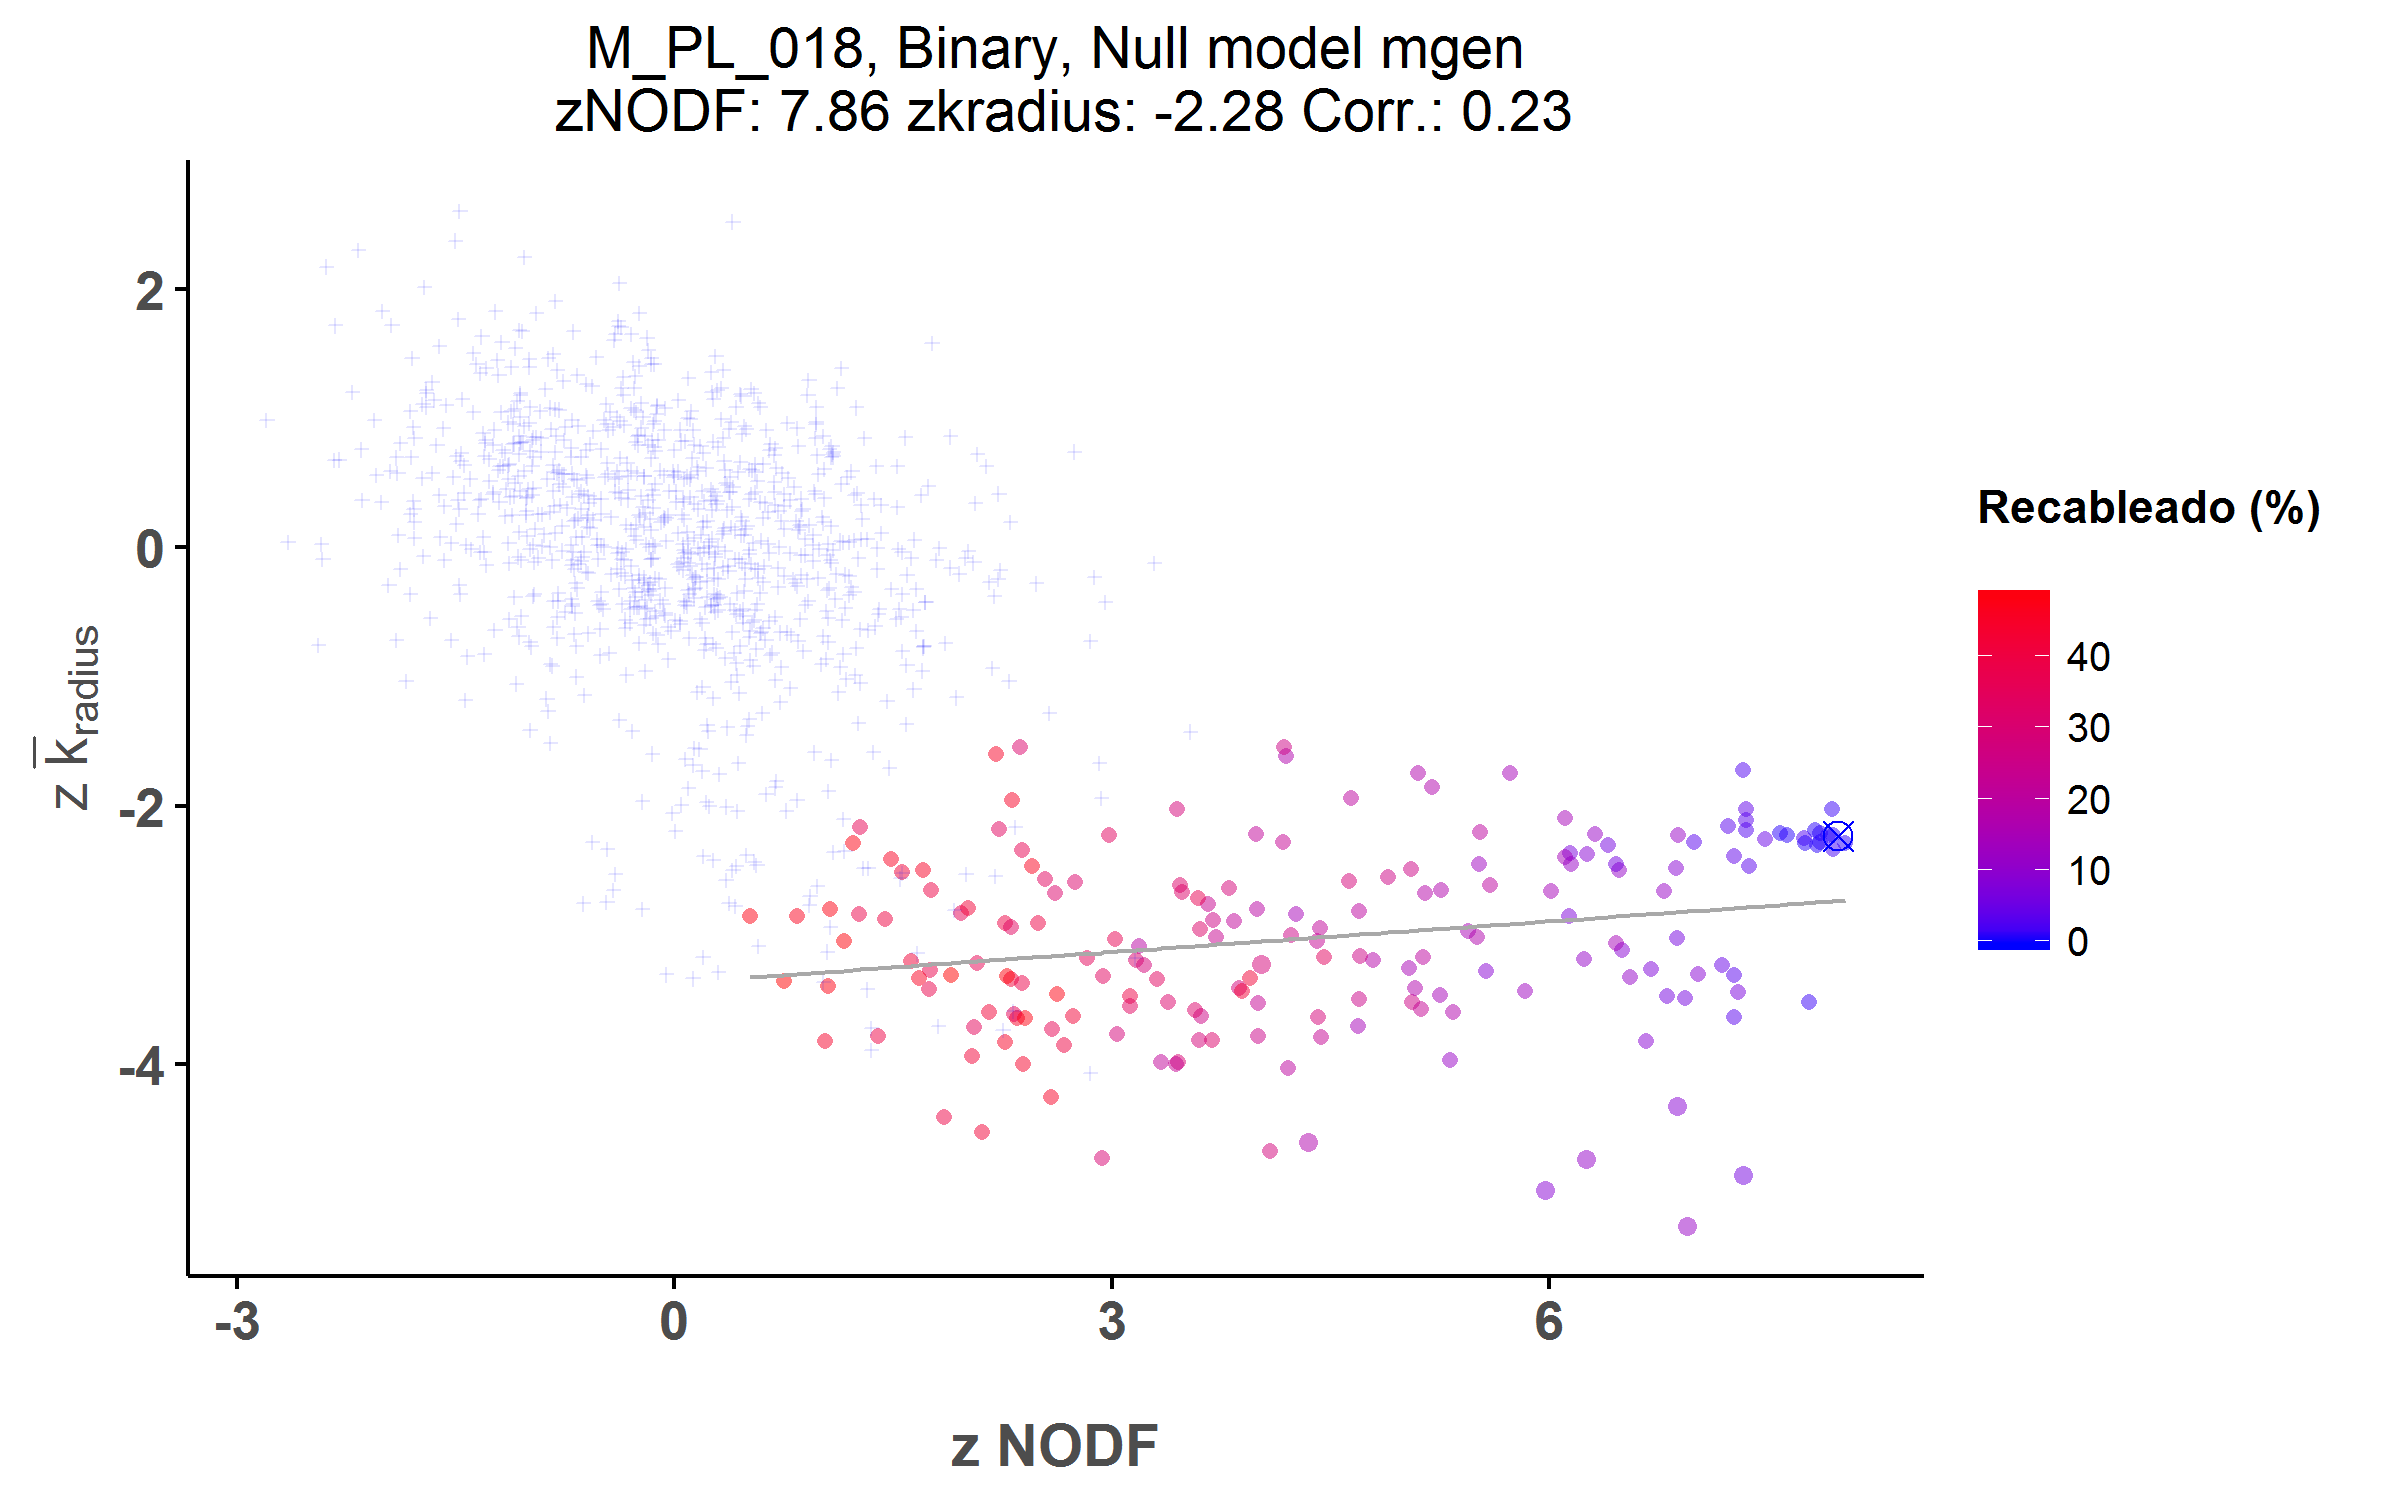 M_PL_018, Binary, Null model mgen
zNODF: 7.86 zkradius: -2.28 Corr.: 0.23
z k̅radius
2
0
-2
-4
-3
0
3
6
z NODF
Recableado (%)
40
30
20
10
0